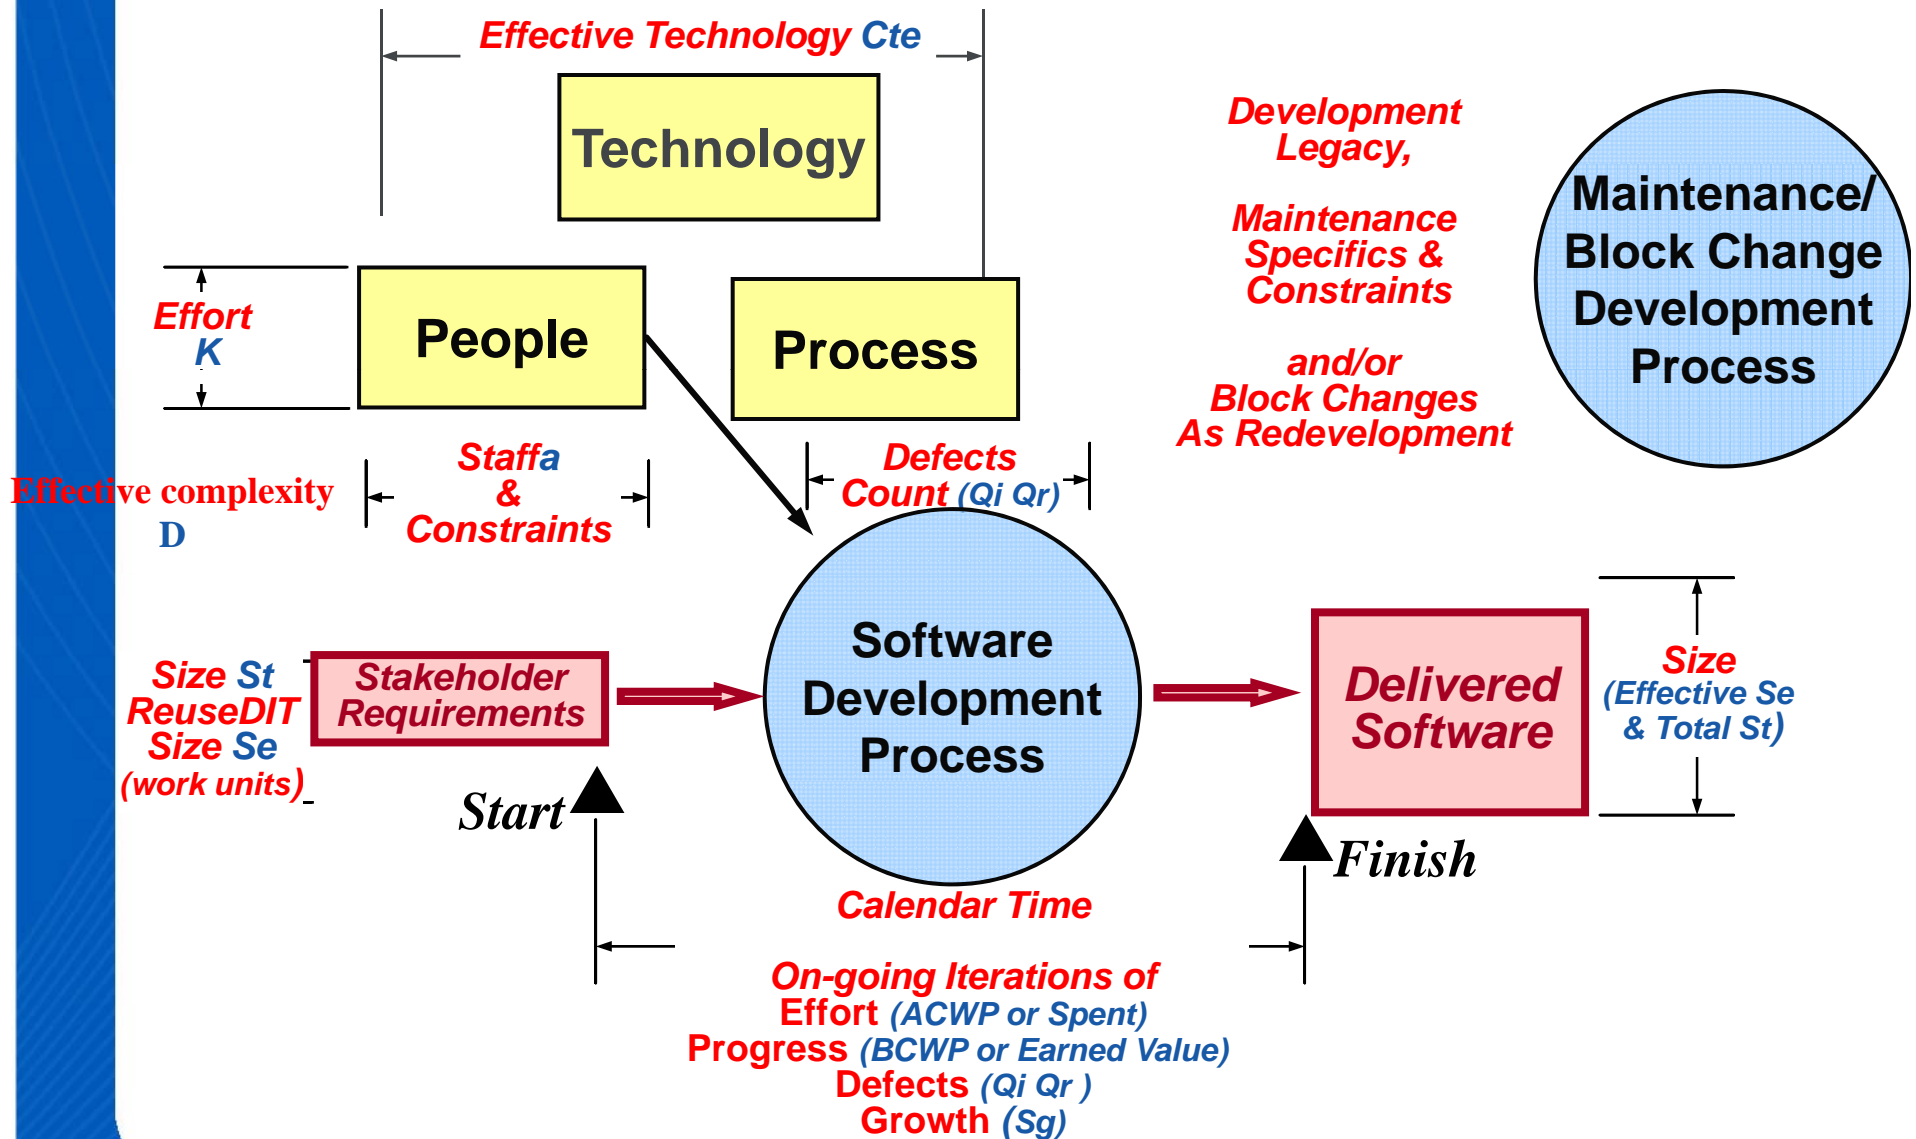 Effective Technology Cte
Technology
Effort
K
People
Process
Development
Legacy,
Maintenance
Specifics &
Constraints
and/or
Block Changes
As Redevelopment
Maintenance/
Block Change
Development
Process
Effective complexity
D
Staffa
&
Constraints
Defects
Count (Qi Qr)
Size St
ReuseDIT
Size Se
(work units)
Stakeholder
Requirements
Software
Development
Process
Delivered
Software
Size
(Effective Se
& Total St)
Start
Finish
Calendar Time
On-going Iterations of
Effort (ACWP or Spent)
Progress (BCWP or Earned Value)
Defects (Qi Qr )
Growth (Sg)